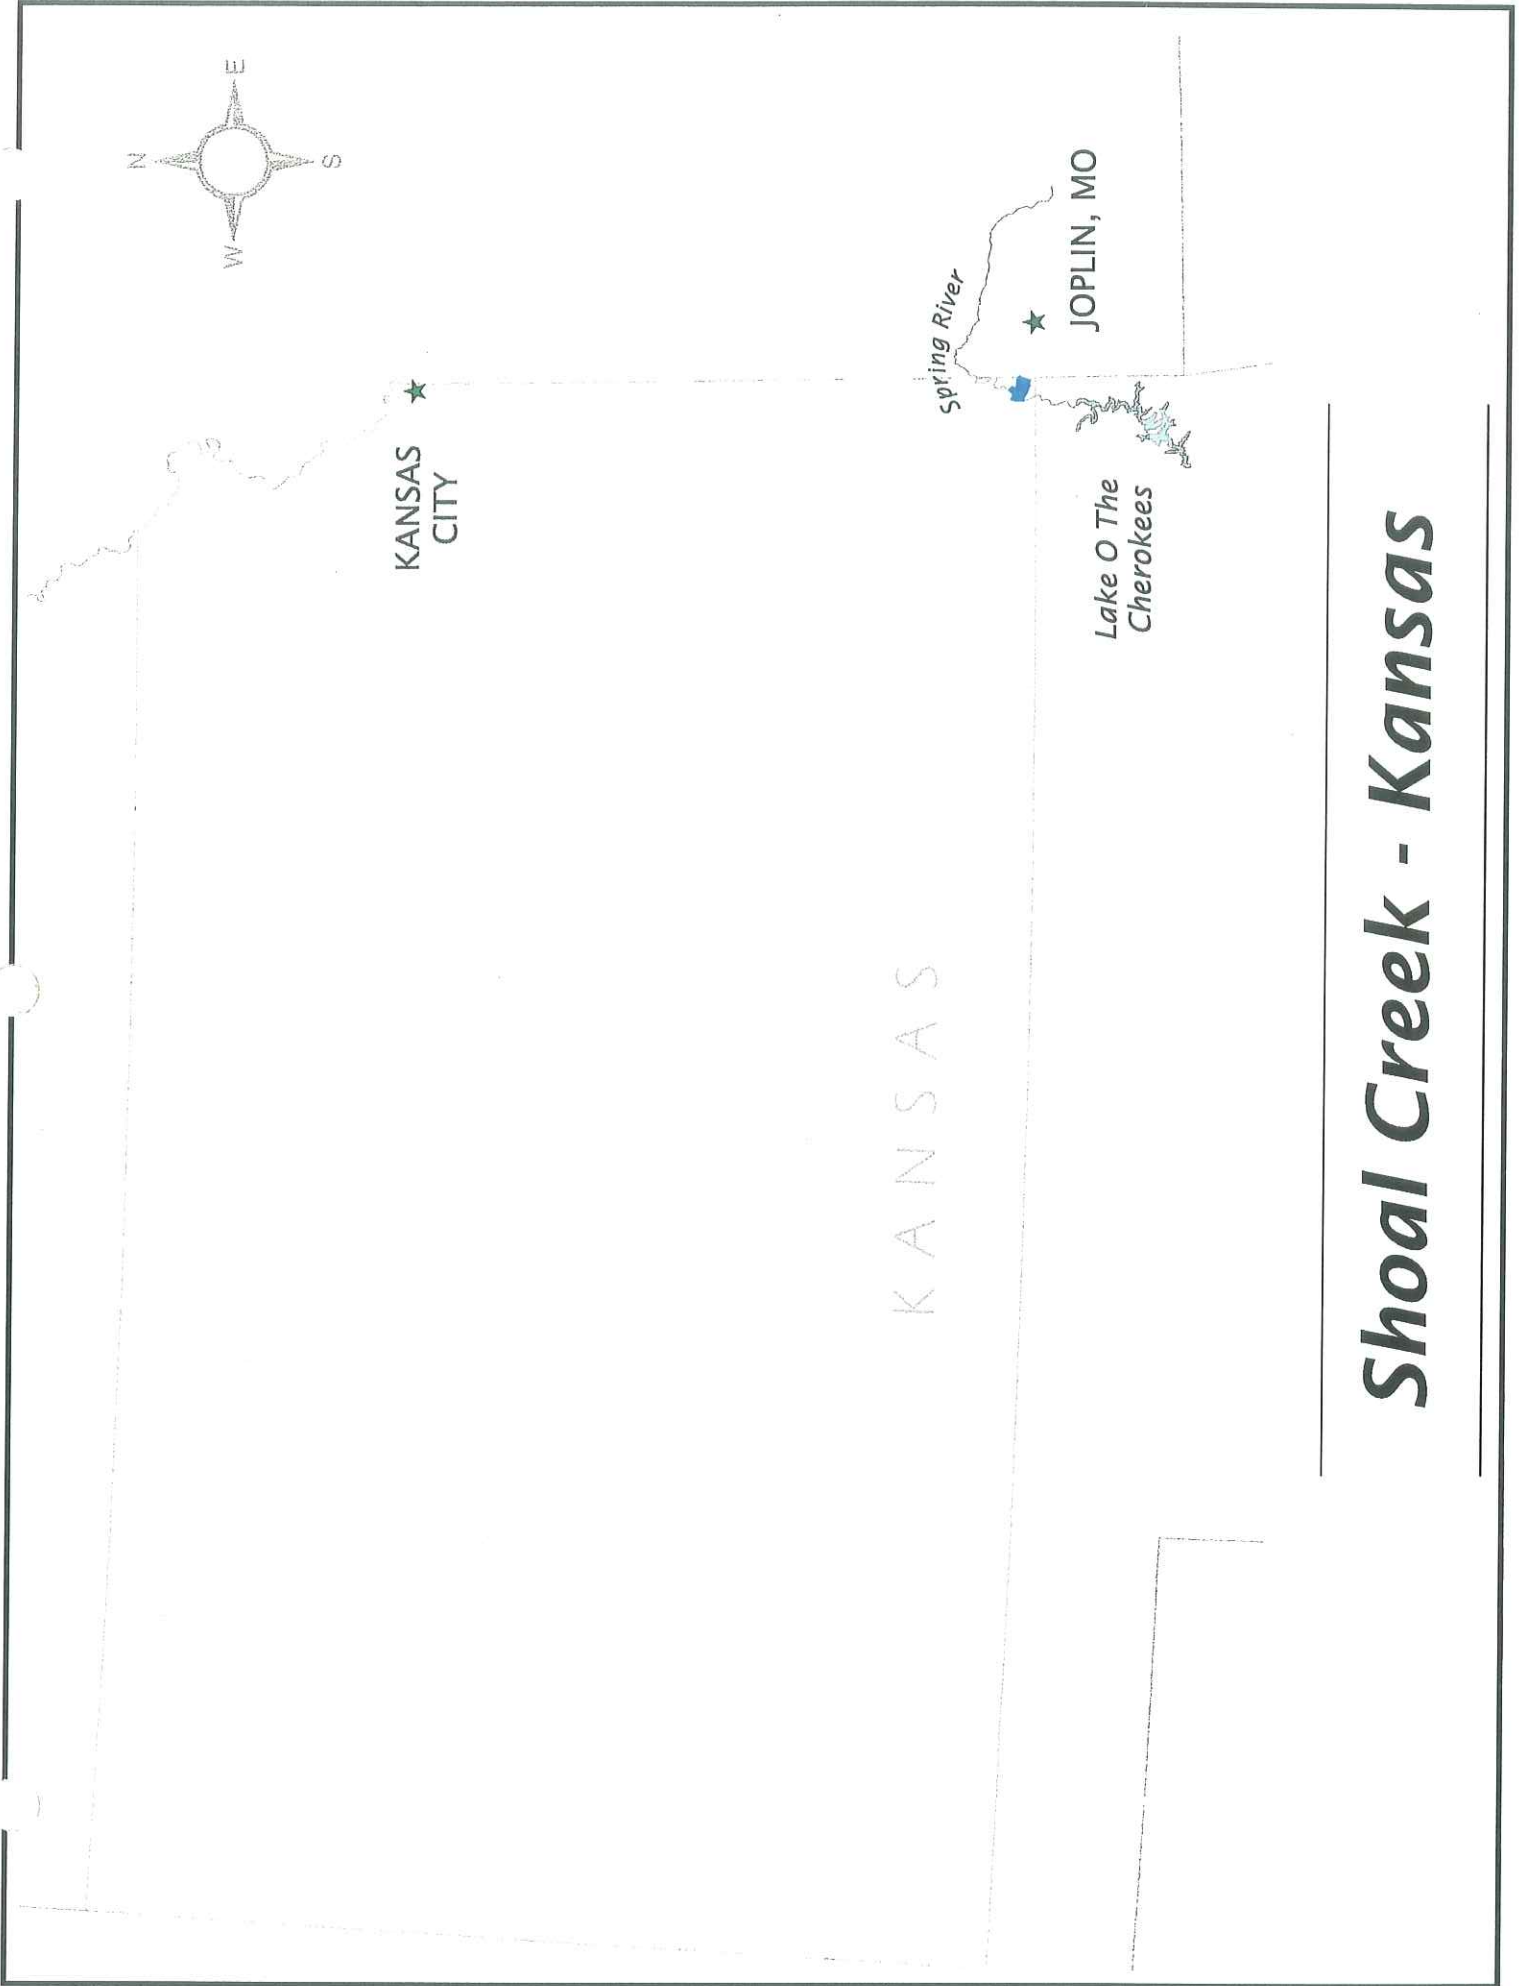 N
W
E
S
KANSAS
CITY
Spring River
JOPLIN, MO
KANSAS
Lake O The
Cherokees
Shoal Creek - Kansas